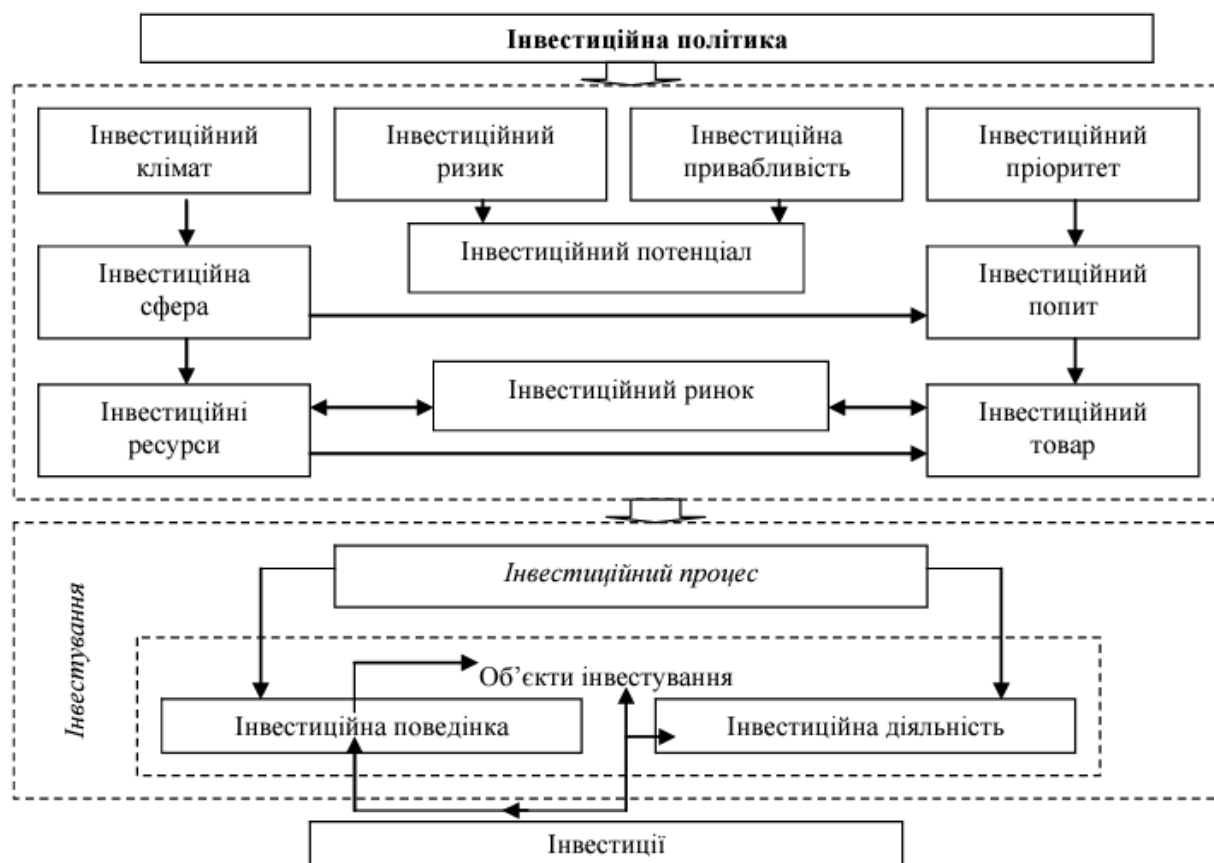 Інвестиційна політика
Інвестиційний
клімат
Інвестиційний
ризик
Інвестиційна
привабливість
Інвестиційний
пріоритет
Інвестиційний потенціал
Інвестиційна
сфера
Інвестиційний
попит
Інвестиційний ринок
Інвестиційні
ресурси
Інвестиційний
товар
Інвестування
Інвестиційний процес
Об’єкти інвестування
Інвестиційна поведінка
Інвестиційна діяльність
Інвестиції